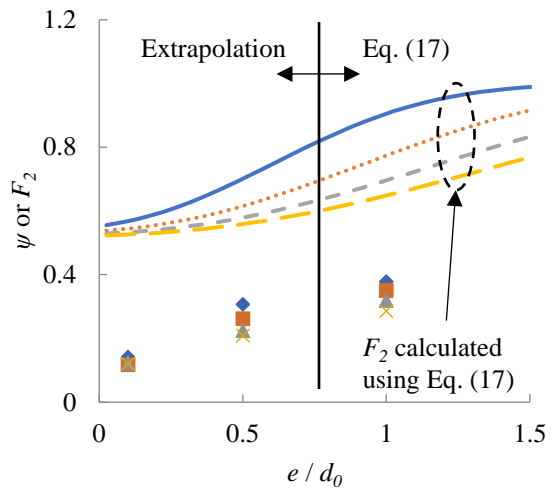 1.2
Extrapolation
Eq. (17)
0.8
ψ or F₂
0.4
F₂ calculated
using Eq. (17)
0
0
0.5
1
1.5
e / d₀